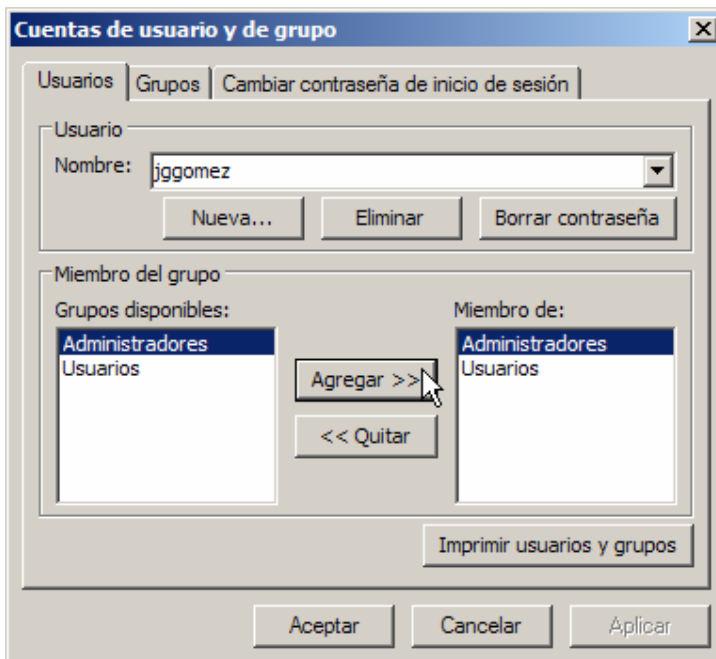 Cuentas de usuario y de grupo
Usuarios Grupos Cambiar contraseña de inicio de sesión
Usuario
Nombre: jggomez
Nueva... Eliminar Borrar contraseña
Miembro del grupo
Grupos disponibles: Miembro de:
Administradores Administradores
Usuarios Usuarios
Agregar >>
<< Quitar
Imprimir usuarios y grupos
Aceptar Cancelar Aplicar